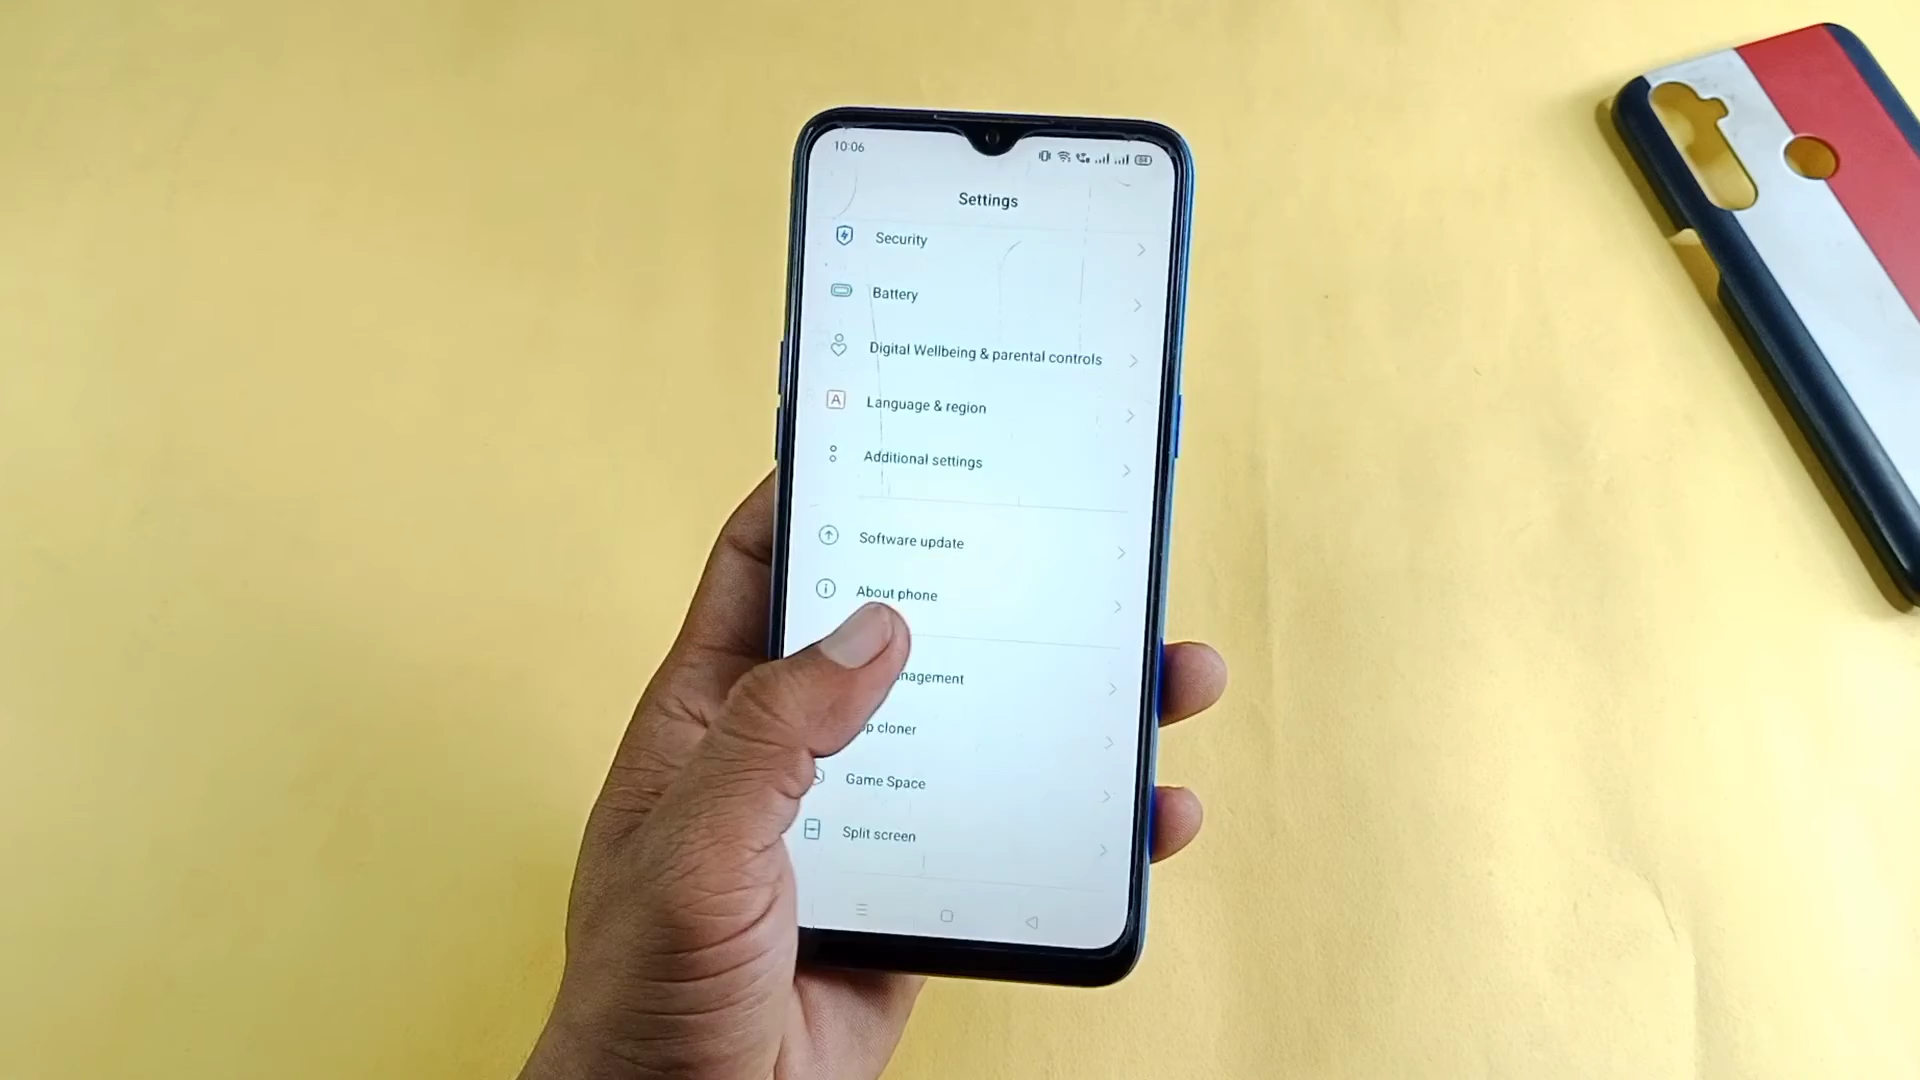 10:06
84
Settings
Security
Battery
Digital Wellbeing & parental controls
A
Language & region
Additional settings
Software update
About phone
nagement
p cloner
Game Space
Split screen